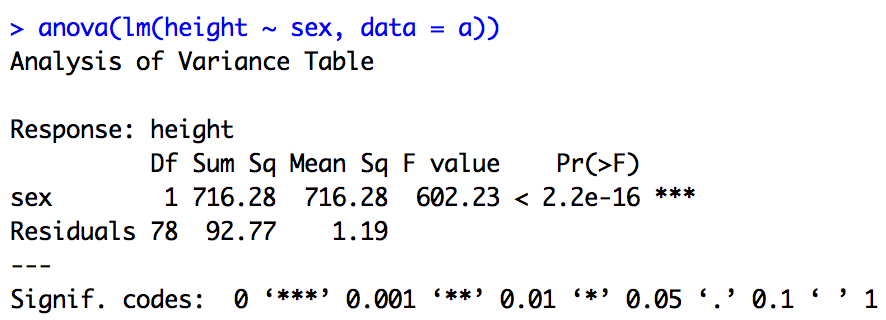 > anova(lm(height ~ sex, data = a))
Analysis of Variance Table

Response: height
          Df Sum Sq Mean Sq F value    Pr(>F)
sex        1 716.28  716.28  602.23 < 2.2e-16 ***
Residuals 78  92.77    1.19
---
Signif. codes:  0 ‘***’ 0.001 ‘**’ 0.01 ‘*’ 0.05 ‘.’ 0.1 ‘ ’ 1